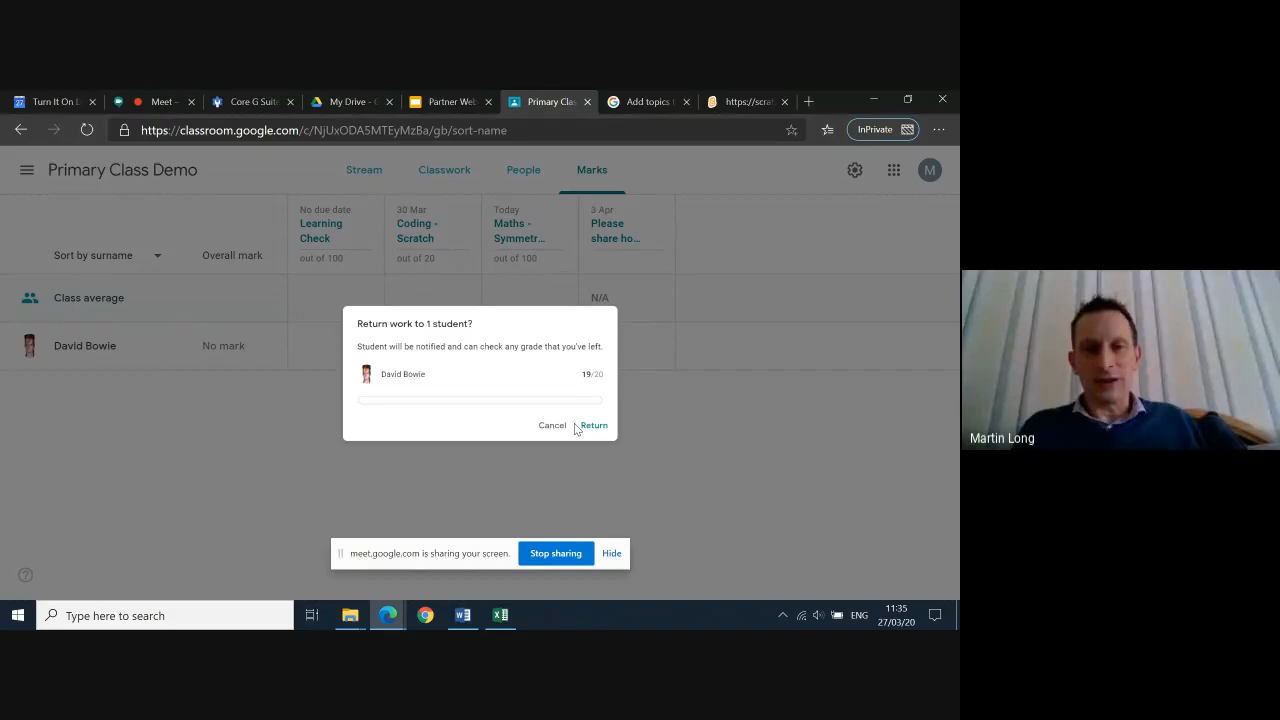 Turn It On D
Meet –
Core G Suite
My Drive - G
Partner Web
Primary Clas
Add topics t
https://scrat
https://classroom.google.com/c/NjUxODA5MTEyMzBa/gb/sort-name
InPrivate
Primary Class Demo
Stream
Classwork
People
Marks
M
No due date
30 Mar
Today
3 Apr
Learning
Check
Coding -
Scratch
Maths -
Symmetr...
Please
share ho...
Sort by surname
Overall mark
out of 100
out of 20
out of 100
Class average
N/A
David Bowie
No mark
Return work to 1 student?
Student will be notified and can check any grade that you've left.
David Bowie
19/20
Cancel
Return
Martin Long
meet.google.com is sharing your screen.
Stop sharing
Hide
Type here to search
ENG
11:35
27/03/20